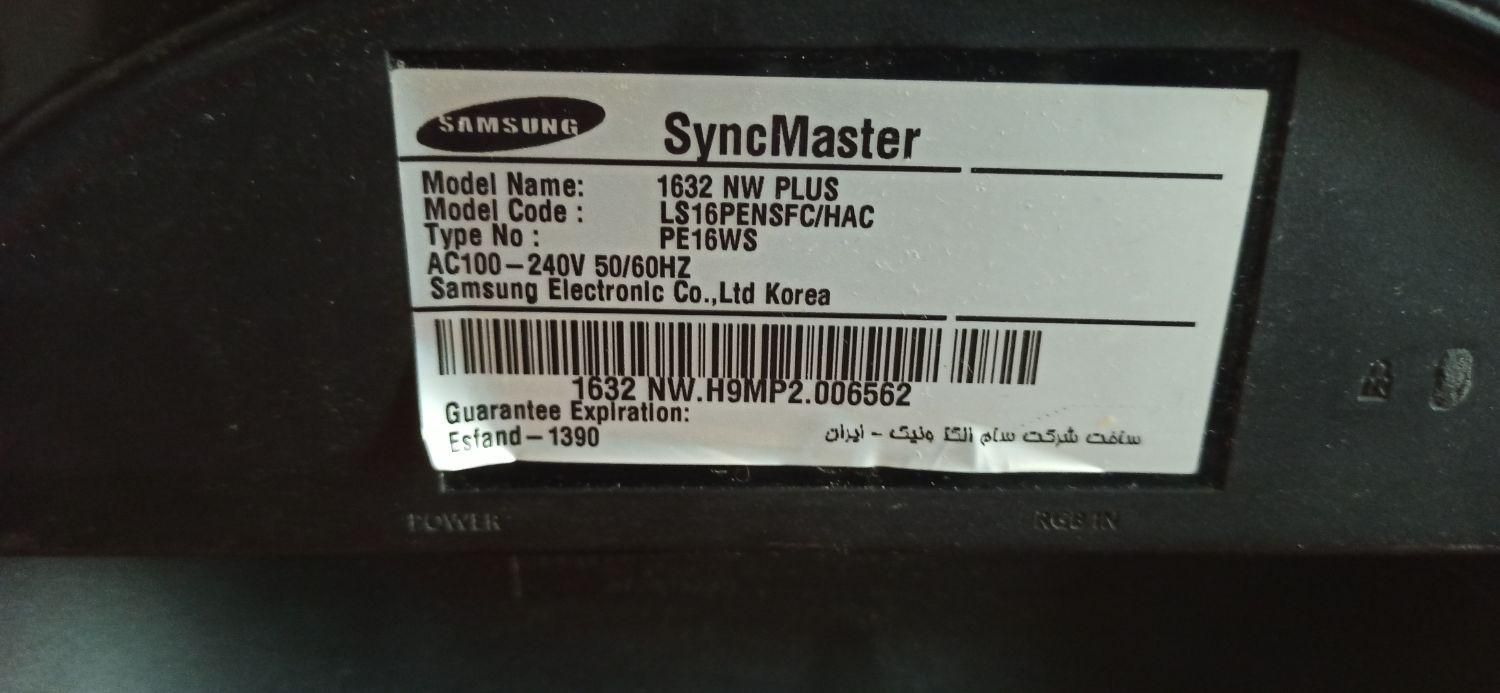 SAMSUNG SyncMaster
Model Name: 1632 NW PLUS
Model Code : LS16PENSFC/HAC
Type No : PE16WS
AC100-240V 50/60HZ
Samsung Electronic Co.,Ltd Korea
1632 NW.H9MP2.006562
Guarantee Expiration:
Esfand-1390
ساخت شرکت سام الکترونیک - ایران
POWER
RGB IN